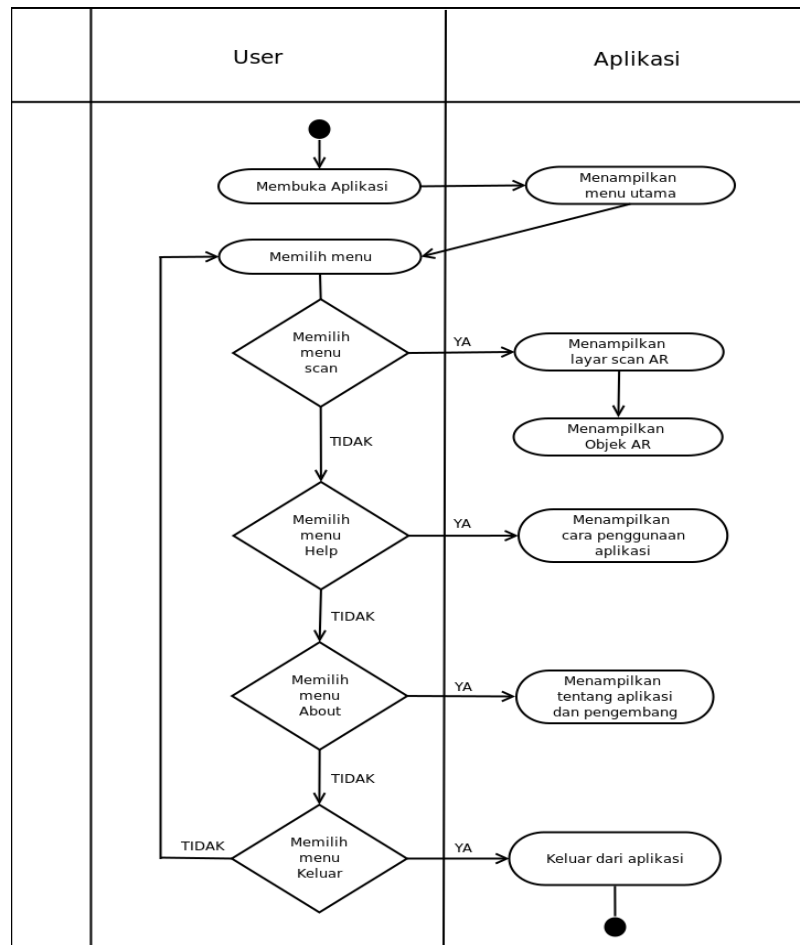 User
Aplikasi
Membuka Aplikasi
Menampilkan
menu utama
Memilih menu
Memilih
menu
scan
YA
Menampilkan
layar scan AR
TIDAK
Menampilkan
Objek AR
Memilih
menu
Help
YA
Menampilkan
cara penggunaan
aplikasi
TIDAK
Memilih
menu
About
YA
Menampilkan
tentang aplikasi
dan pengembang
TIDAK
TIDAK
Memilih
menu
Keluar
YA
Keluar dari aplikasi